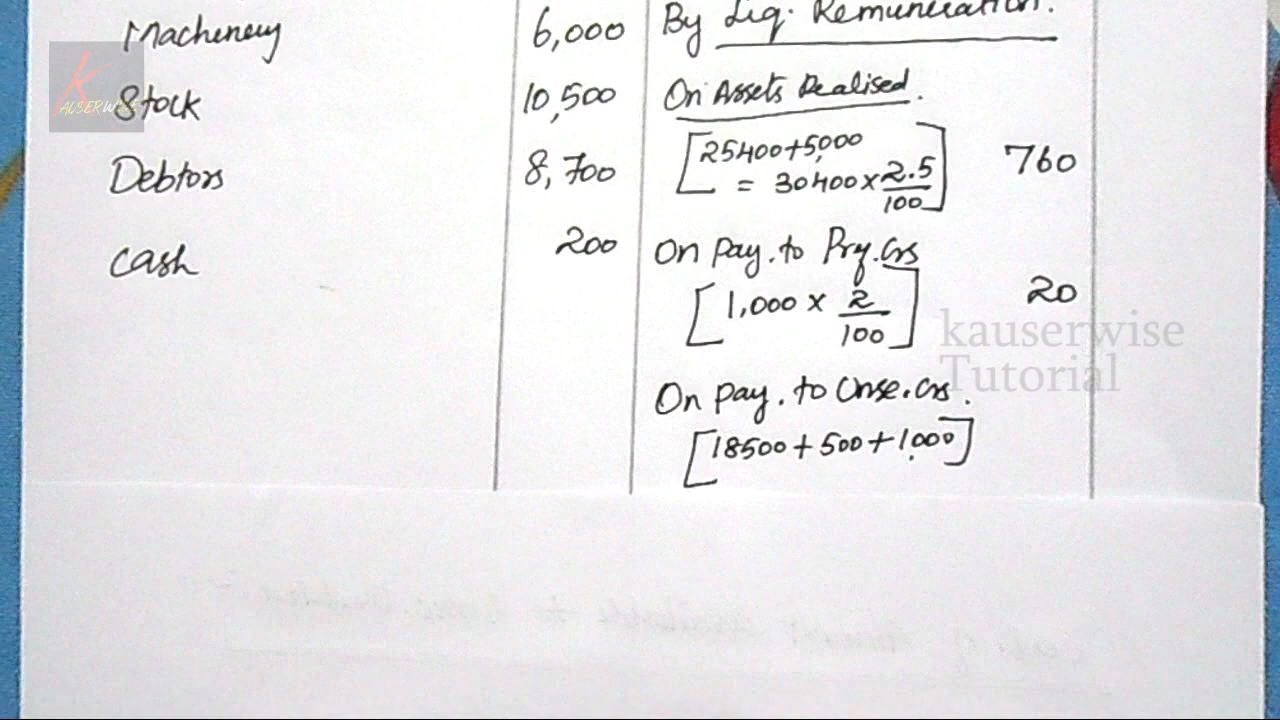 Machinery 6,000 By Liq. Remuneration.
Stock 10,500 On Assets Realised.
Debtors 8,700 [25400+5,000
= 30400 × 2.5/100] 760
Cash 200 On Pay. to Pry. Crs
[1,000 × 2/100] 20
On Pay. to Unse. Crs.
[18500 + 500 + 1,000]
K
AUSERWISE
kauserwise
Tutorial